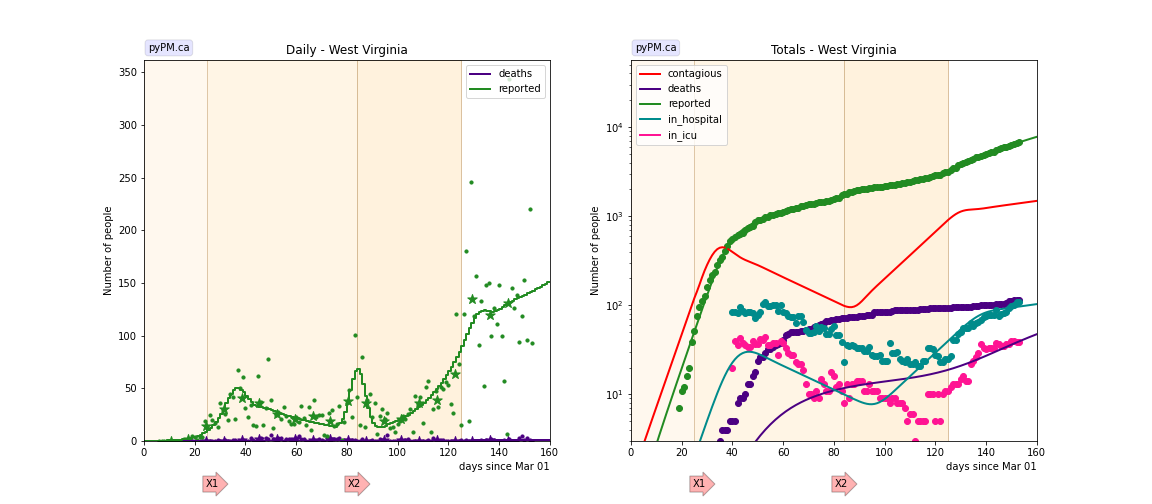 pyPM.ca
Daily - West Virginia
deaths
reported
Number of people
350
300
250
200
150
100
50
0
0 20 40 60 80 100 120 140 160
days since Mar 01
X1 X2
pyPM.ca
Totals - West Virginia
contagious
deaths
reported
in_hospital
in_icu
Number of people
10⁴
10³
10²
10¹
0 20 40 60 80 100 120 140 160
days since Mar 01
X1 X2